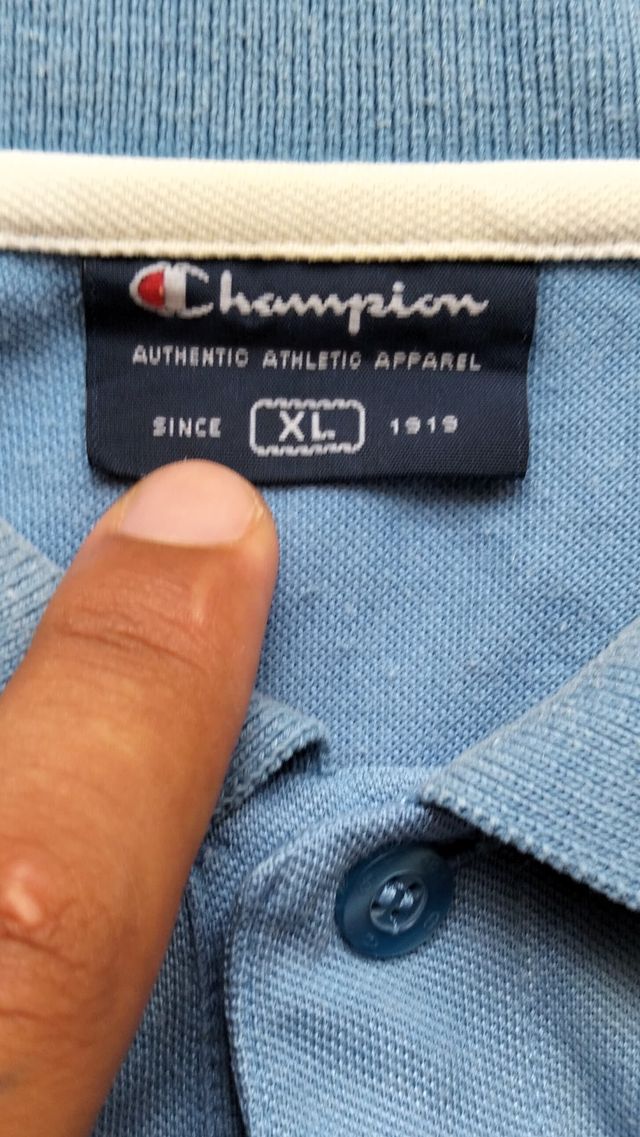 Champion
AUTHENTIC ATHLETIC APPAREL
SINCE XL 1919